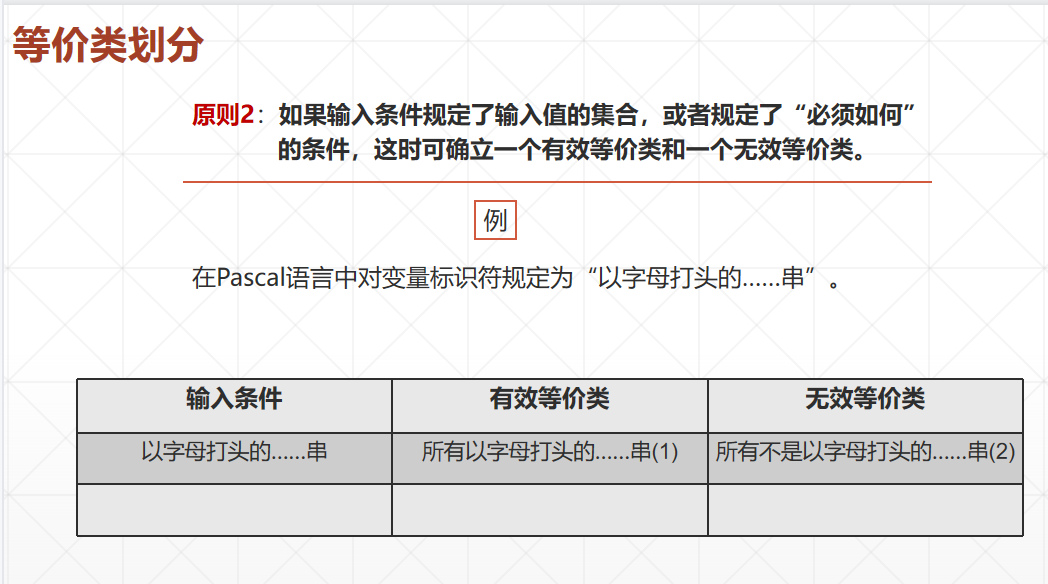 等价类划分
原则2：如果输入条件规定了输入值的集合，或者规定了“必须如何”
的条件，这时可确立一个有效等价类和一个无效等价类。
例
在Pascal语言中对变量标识符规定为“以字母打头的……串”。
输入条件 有效等价类 无效等价类
以字母打头的……串 所有以字母打头的……串(1) 所有不是以字母打头的……串(2)